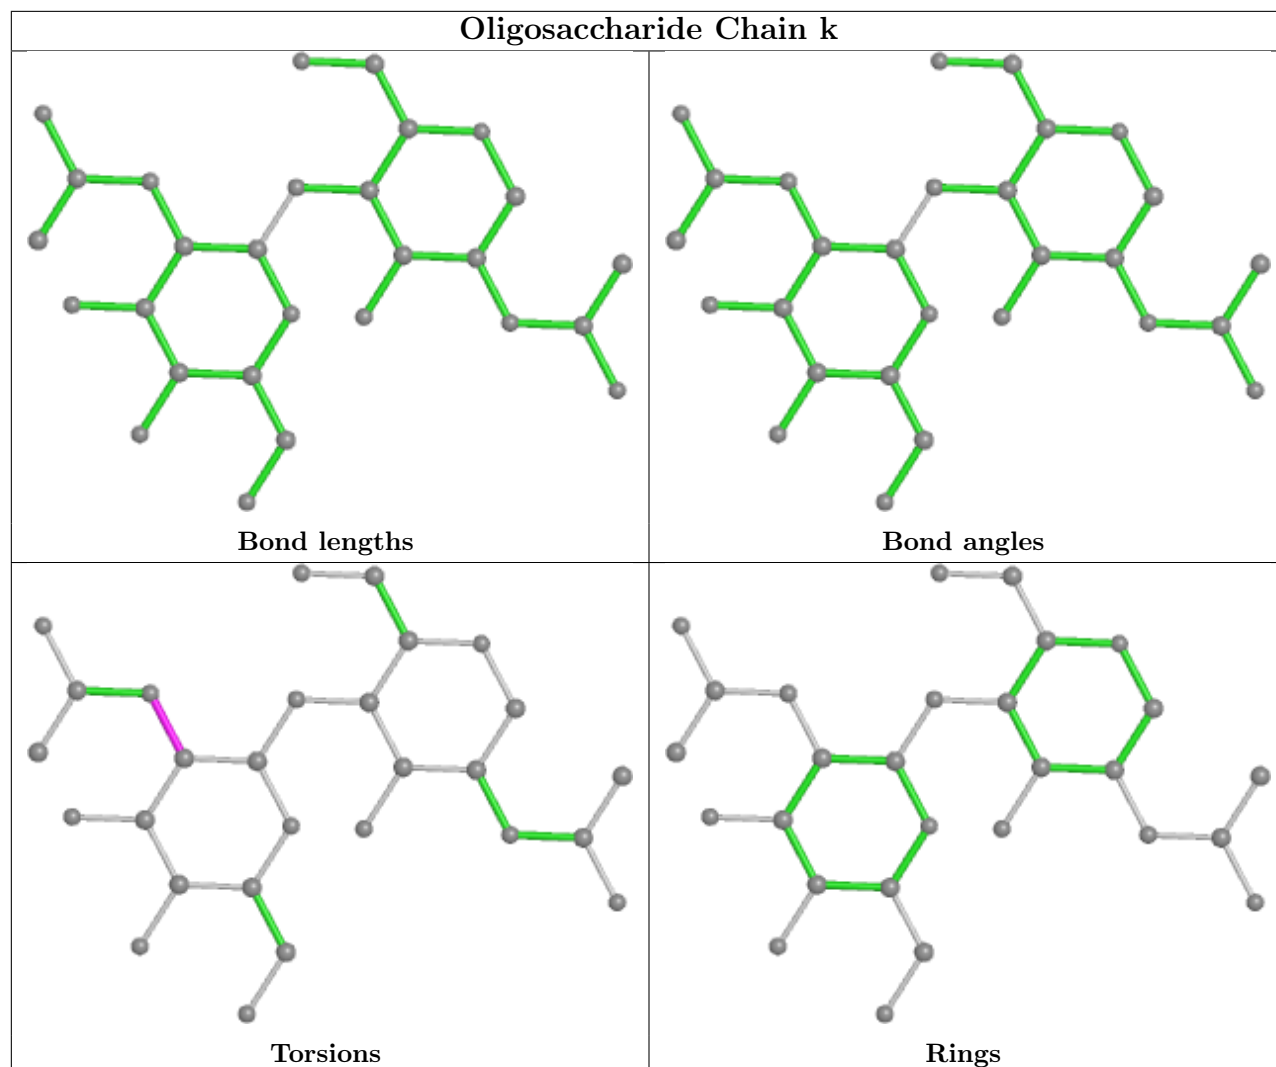 Oligosaccharide Chain k
Bond lengths
Bond angles
Torsions
Rings